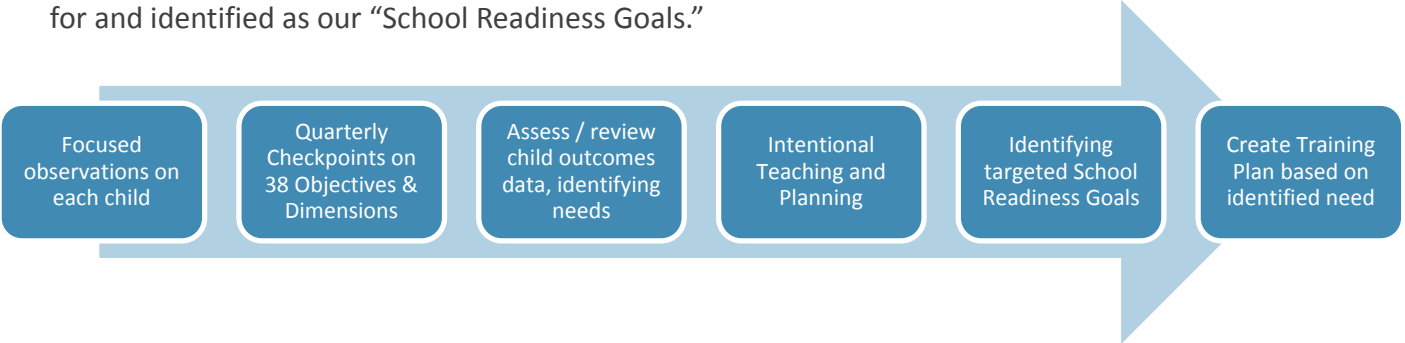 for and identified as our “School Readiness Goals.”
Focused
observations on
each child
Quarterly
Checkpoints on
38 Objectives &
Dimensions
Assess / review
child outcomes
data, identifying
needs
Intentional
Teaching and
Planning
Identifying
targeted School
Readiness Goals
Create Training
Plan based on
identified need